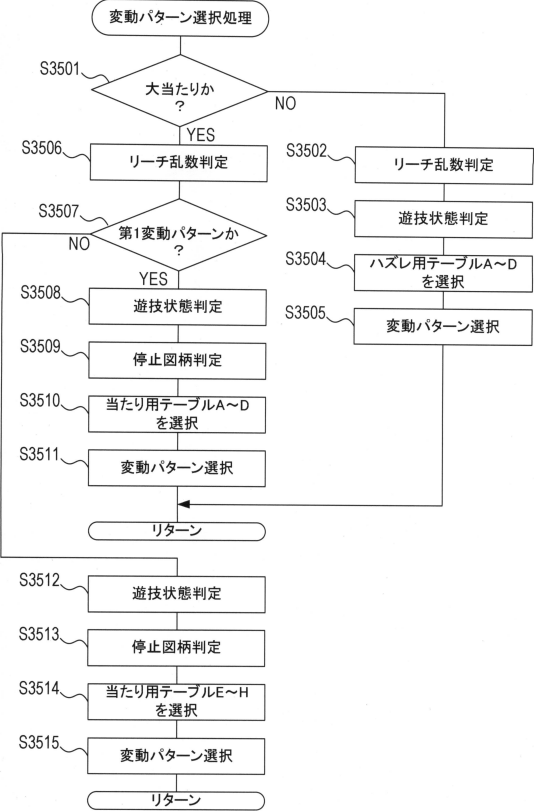 変動パターン選択処理
S3501
大当たりか
?
NO
YES
S3506
リーチ乱数判定
S3502
リーチ乱数判定
S3507
第1変動パターンか
?
NO
YES
S3503
遊技状態判定
S3504
ハズレ用テーブルA~D
を選択
S3505
変動パターン選択
S3508
遊技状態判定
S3509
停止図柄判定
S3510
当たり用テーブルA~D
を選択
S3511
変動パターン選択
リターン
S3512
遊技状態判定
S3513
停止図柄判定
S3514
当たり用テーブルE~H
を選択
S3515
変動パターン選択
リターン